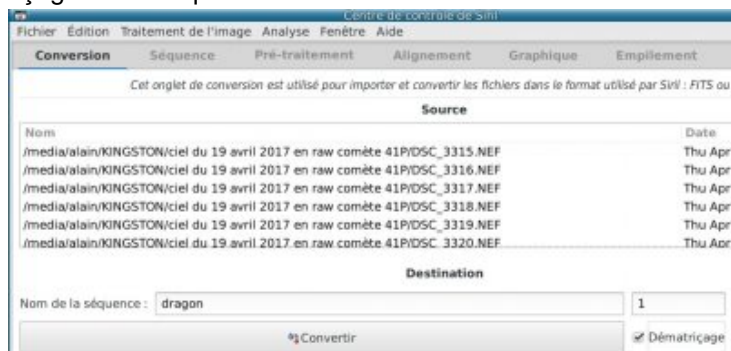 Centre de contrôle de Siril
Fichier Édition Traitement de l'image Analyse Fenêtre Aide
Conversion Séquence Pré-traitement Alignement Graphique Empilement
Cet onglet de conversion est utilisé pour importer et convertir les fichiers dans le format utilisé par Siril : FITS ou
Source
Nom Date
/media/alain/KINGSTON/ciel du 19 avril 2017 en raw comète 41P/DSC_3315.NEF Thu Apr
/media/alain/KINGSTON/ciel du 19 avril 2017 en raw comète 41P/DSC_3316.NEF Thu Apr
/media/alain/KINGSTON/ciel du 19 avril 2017 en raw comète 41P/DSC_3317.NEF Thu Apr
/media/alain/KINGSTON/ciel du 19 avril 2017 en raw comète 41P/DSC_3318.NEF Thu Apr
/media/alain/KINGSTON/ciel du 19 avril 2017 en raw comète 41P/DSC_3319.NEF Thu Apr
/media/alain/KINGSTON/ciel du 19 avril 2017 en raw comète 41P/DSC_3320.NEF Thu Apr
Destination
Nom de la séquence : dragon 1
Convertir Dématriçage